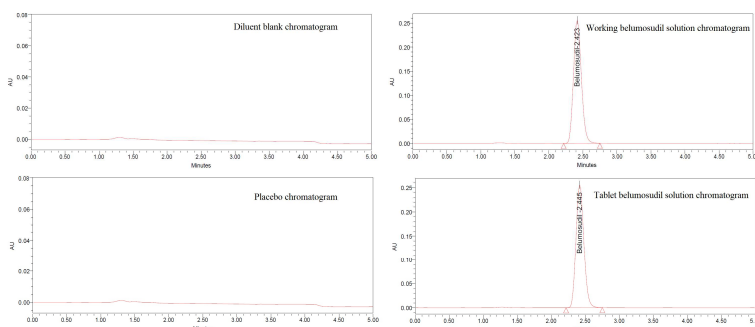 Diluent blank chromatogram
0.08
0.06
0.04
0.02
0.00
AU
0.00 0.50 1.00 1.50 2.00 2.50 3.00 3.50 4.00 4.50 5.00
Minutes
Working belumosudil solution chromatogram
Belumosudil-2.423
0.25
0.20
0.15
0.10
0.05
0.00
AU
0.00 0.50 1.00 1.50 2.00 2.50 3.00 3.50 4.00 4.50 5.00
Minutes
Placebo chromatogram
0.08
0.06
0.04
0.02
0.00
AU
0.00 0.50 1.00 1.50 2.00 2.50 3.00 3.50 4.00 4.50 5.00
Tablet belumosudil solution chromatogram
Belumosudil -2.445
0.25
0.20
0.15
0.10
0.05
0.00
AU
0.00 0.50 1.00 1.50 2.00 2.50 3.00 3.50 4.00 4.50 5.00
Minutes